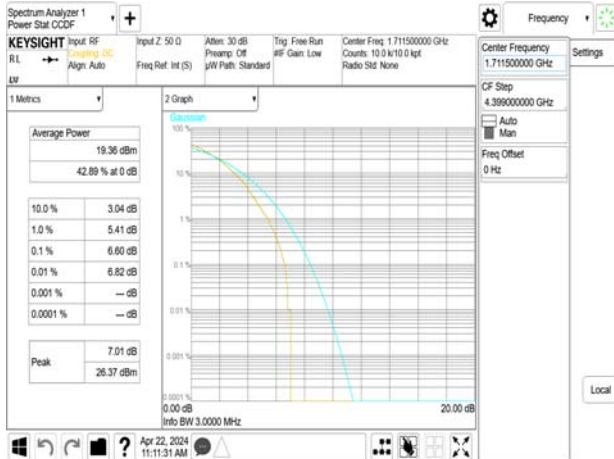 Spectrum Analyzer 1
Power Stat CCDF
Frequency
KEYSIGHT
RL
Input: RF
Coupling: DC
Align: Auto
Input Z: 50 Ω
Freq Ref: Int (S)
Atten: 30 dB
Preamp: Off
µW Path: Standard
Trig: Free Run
#IF Gain: Low
Center Freq: 1.711500000 GHz
Counts: 10.0 k/10.0 kpt
Radio Std: None
Center Frequency
1.711500000 GHz
Settings
CF Step
4.399000000 GHz
Auto
Man
Freq Offset
0 Hz
Local
1 Metrics
Average Power
19.36 dBm
42.89 % at 0 dB
10.0 % 3.04 dB
1.0 % 5.41 dB
0.1 % 6.60 dB
0.01 % 6.82 dB
0.001 % --- dB
0.0001 % --- dB
Peak
7.01 dB
26.37 dBm
2 Graph
Gaussian
100 %
10 %
1 %
0.1 %
0.01 %
0.001 %
0.0001 %
0.00 dB 20.00 dB
Info BW 3.0000 MHz
?
Apr 22, 2024
11:11:31 AM